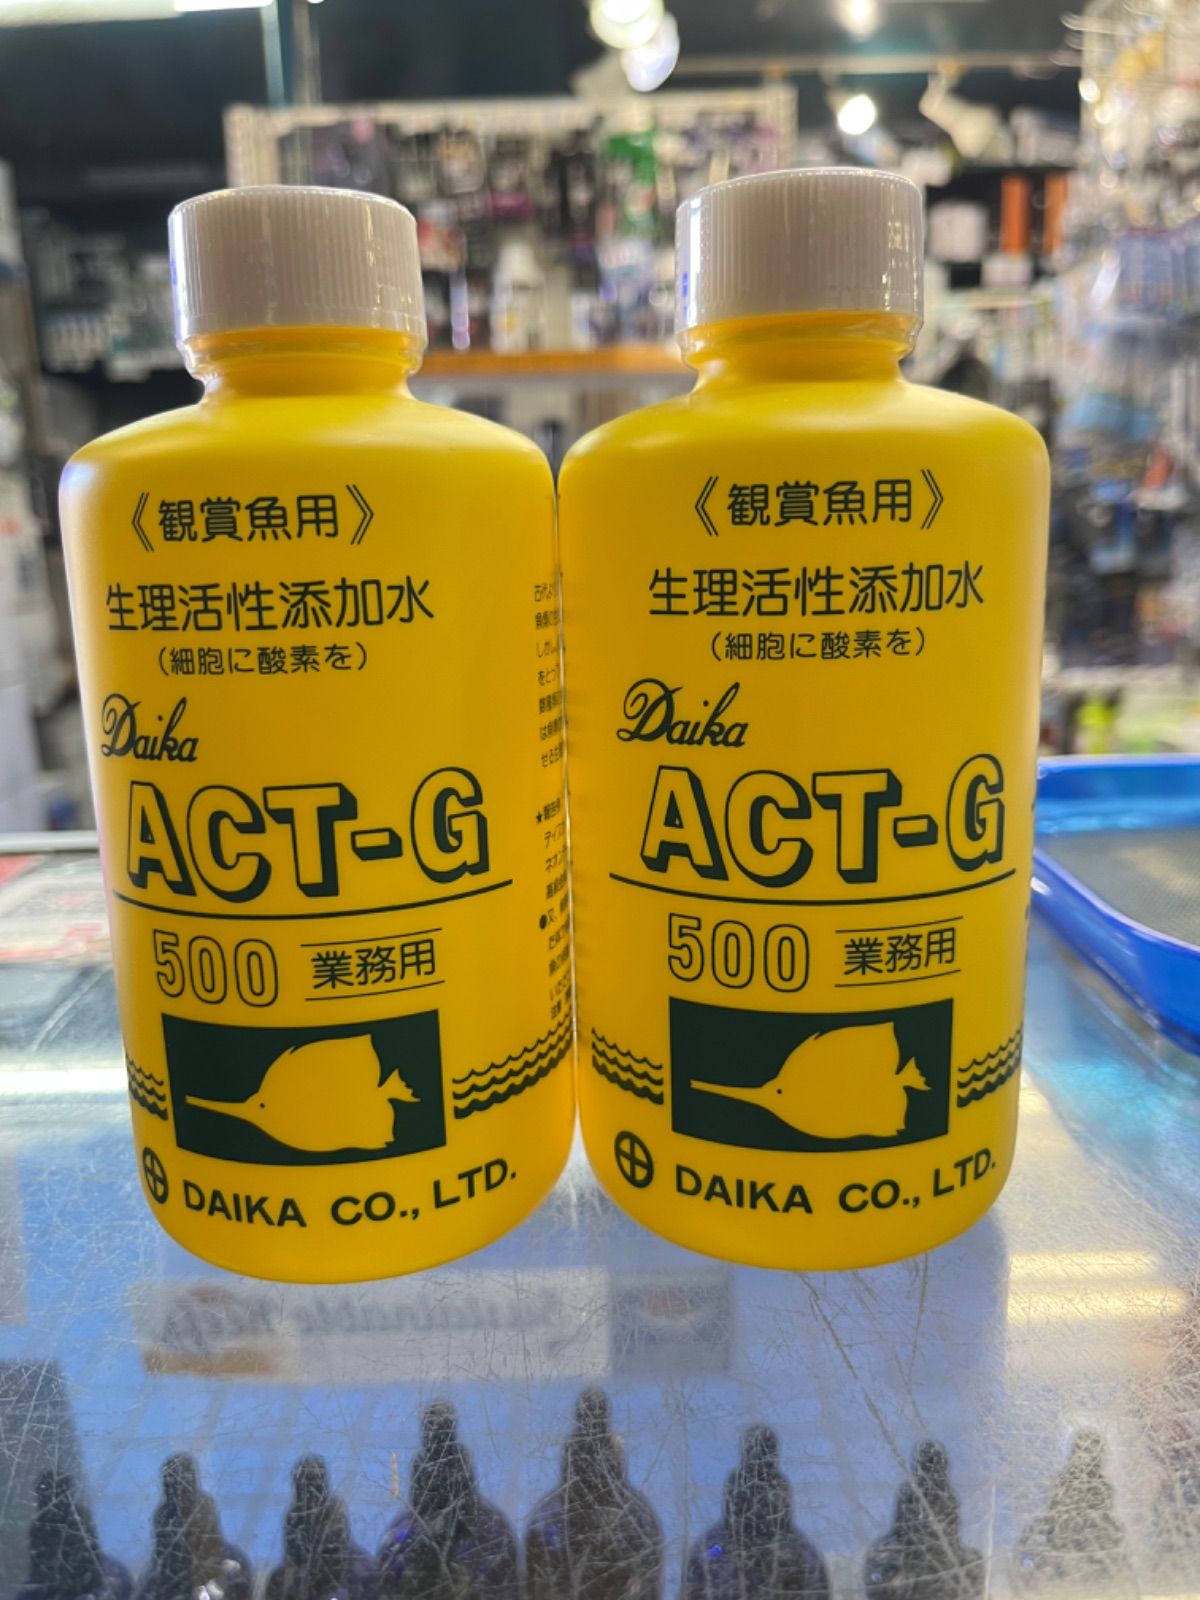 《観賞魚用》
生理活性添加水
(細胞に酸素を)
Daika
ACT-G
500 業務用
DAIKA CO., LTD.
《観賞魚用》
生理活性添加水
(細胞に酸素を)
Daika
ACT-G
500 業務用
DAIKA CO., LTD.